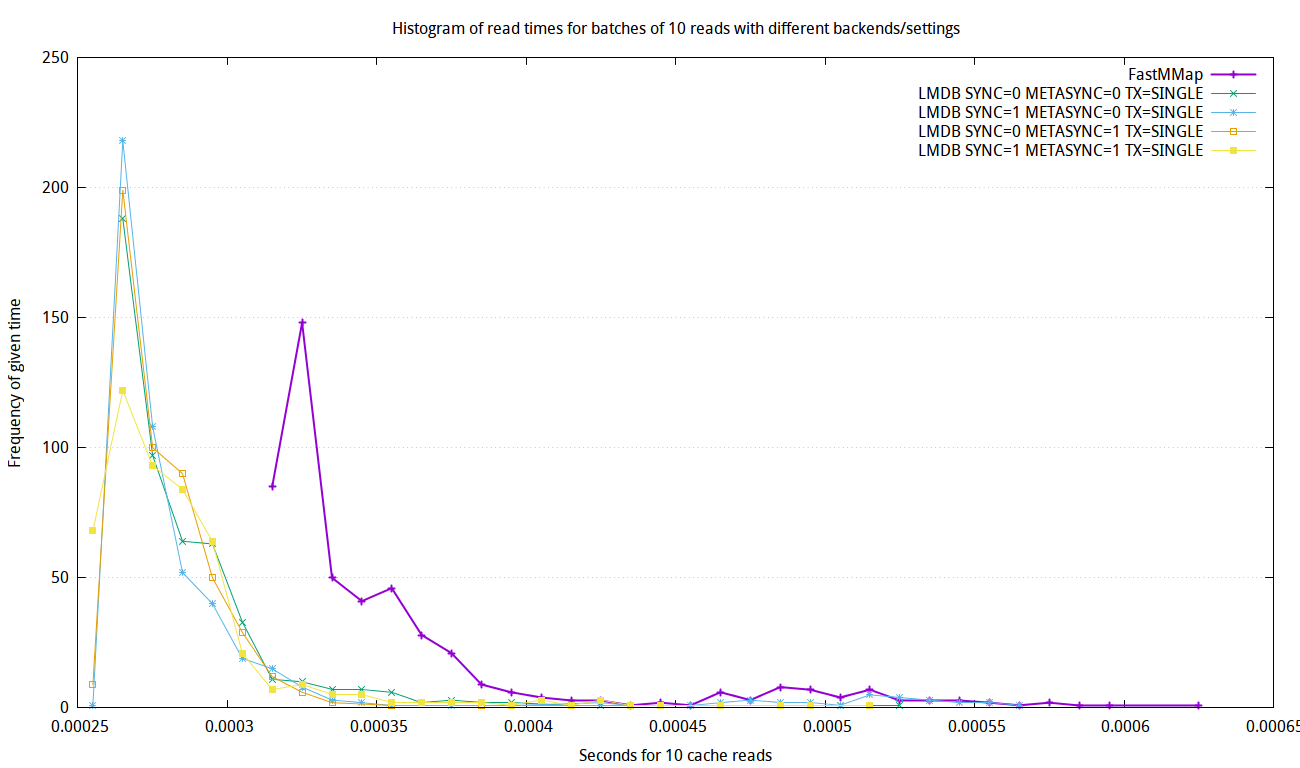 Histogram of read times for batches of 10 reads with different backends/settings
250
200
150
100
50
0
Frequency of given time
FastMMap
LMDB SYNC=0 METASYNC=0 TX=SINGLE
LMDB SYNC=1 METASYNC=0 TX=SINGLE
LMDB SYNC=0 METASYNC=1 TX=SINGLE
LMDB SYNC=1 METASYNC=1 TX=SINGLE
0.00025 0.0003 0.00035 0.0004 0.00045 0.0005 0.00055 0.0006 0.00065
Seconds for 10 cache reads